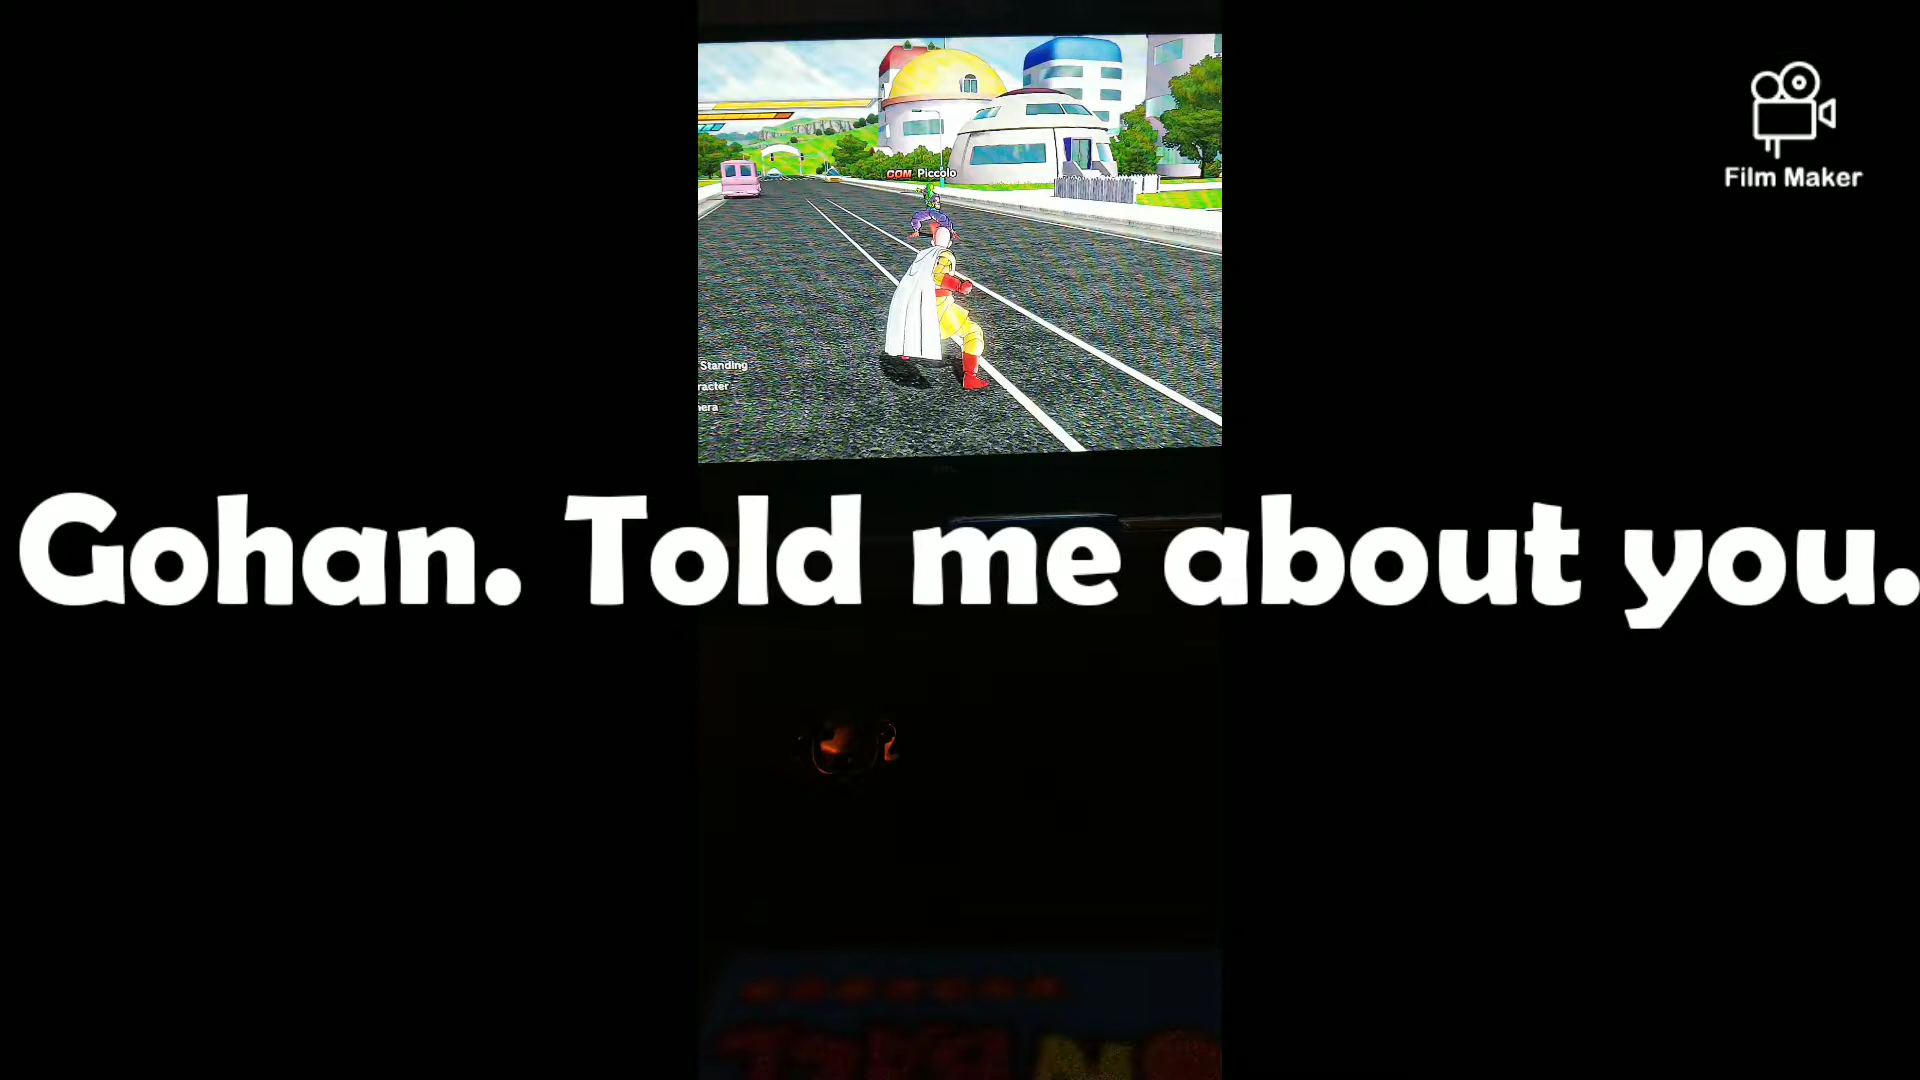 Film Maker
COM Piccolo
Standing
racter
era
Gohan. Told me about you.